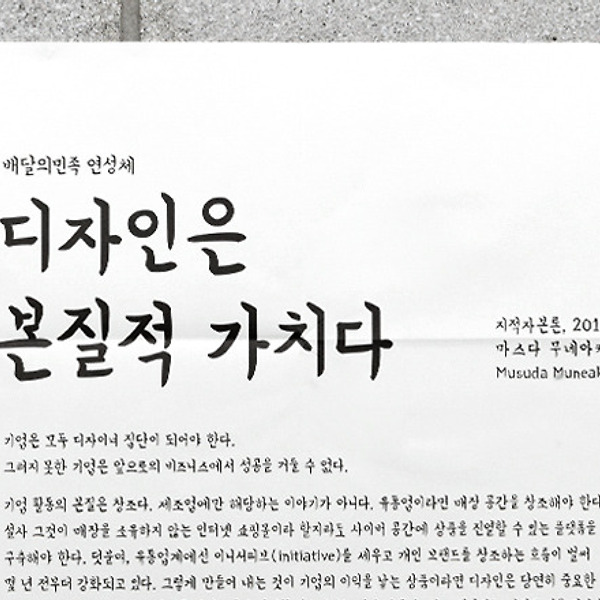 배달의민족 연성체
디자인은
본질적 가치다
지적자본론, 201
마스다 무네아키
Musuda Muneak
기업은 모두 디자이너 집단이 되어야 한다.
그러지 못한 기업은 앞으로의 비즈니스에서 성공을 거둘 수 없다.
기업 활동의 본질은 창조다. 제조업에만 해당하는 이야기가 아니다. 유통업이라면 매장 공간을 창조해야 한다
설사 그것이 매장을 소유하지 않는 인터넷 쇼핑몰이라 할지라도 사이버 공간에 상품을 진열할 수 있는 플랫폼을
구축해야 한다. 덧붙여, 유통업계에선 이니셔티브(initiative)를 세우고 개인 브랜드를 창조하는 흐름이 벌써
몇 년 전부터 강화되고 있다. 그렇게 만들어 내는 것이 기업의 이익을 낳는 상품이라면 디자인은 당연히 중요한